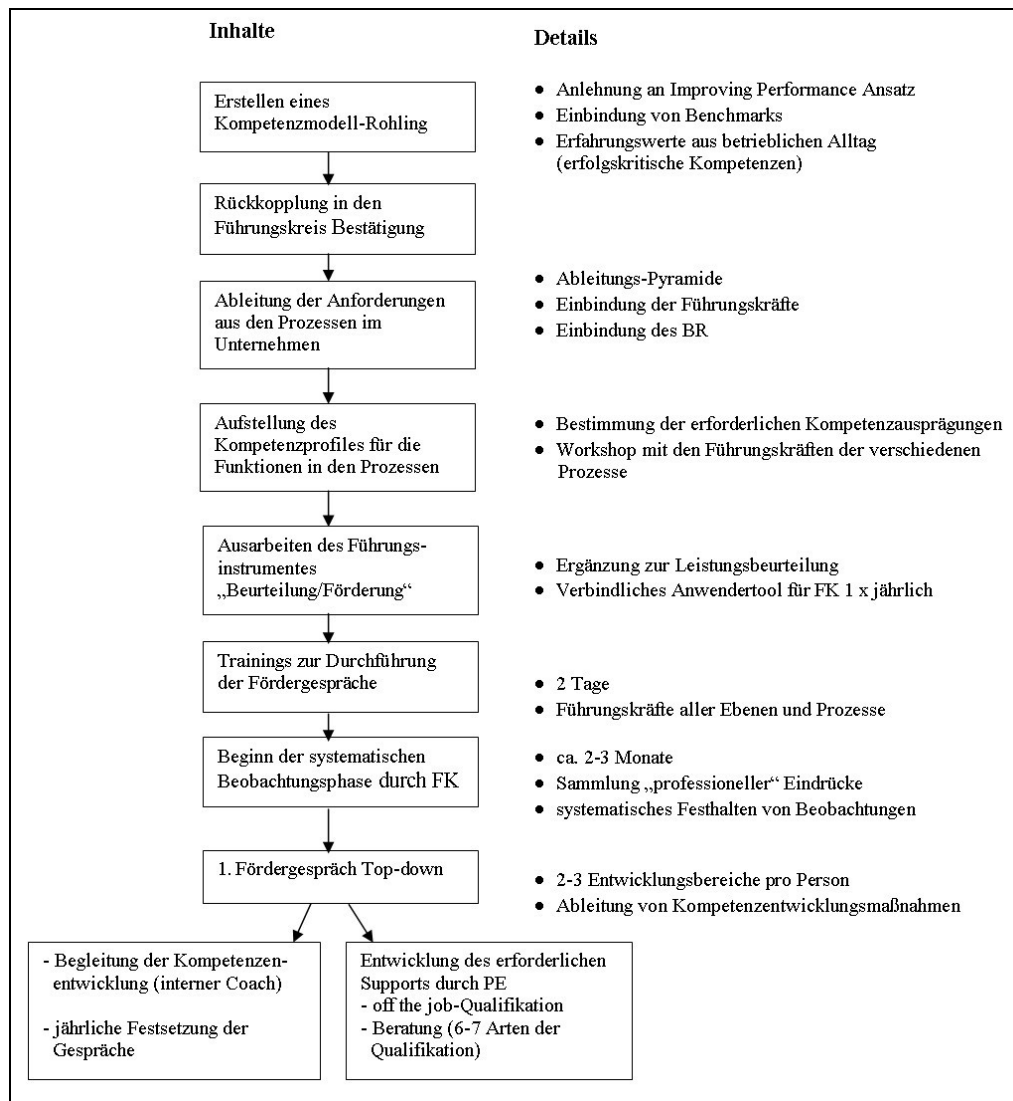 Inhalte
Details
Erstellen eines
Kompetenzmodell-Rohling
• Anlehnung an Improving Performance Ansatz
• Einbindung von Benchmarks
• Erfahrungswerte aus betrieblichen Alltag
(erfolgskritische Kompetenzen)
Rückkopplung in den
Führungskreis Bestätigung
Ableitung der Anforderungen
aus den Prozessen im
Unternehmen
• Ableitungs-Pyramide
• Einbindung der Führungskräfte
• Einbindung des BR
Aufstellung des
Kompetenzprofiles für die
Funktionen in den Prozessen
• Bestimmung der erforderlichen Kompetenzausprägungen
• Workshop mit den Führungskräften der verschiedenen
Prozesse
Ausarbeiten des Führungs-
instrumentes
„Beurteilung/Förderung“
• Ergänzung zur Leistungsbeurteilung
• Verbindliches Anwendertool für FK 1 x jährlich
Trainings zur Durchführung
der Fördergespräche
• 2 Tage
• Führungskräfte aller Ebenen und Prozesse
Beginn der systematischen
Beobachtungsphase durch FK
• ca. 2-3 Monate
• Sammlung „professioneller“ Eindrücke
• systematisches Festhalten von Beobachtungen
1. Fördergespräch Top-down
• 2-3 Entwicklungsbereiche pro Person
• Ableitung von Kompetenzentwicklungsmaßnahmen
- Begleitung der Kompetenzen-
entwicklung (interner Coach)
- jährliche Festsetzung der
Gespräche
Entwicklung des erforderlichen
Supports durch PE
- off the job-Qualifikation
- Beratung (6-7 Arten der
Qualifikation)